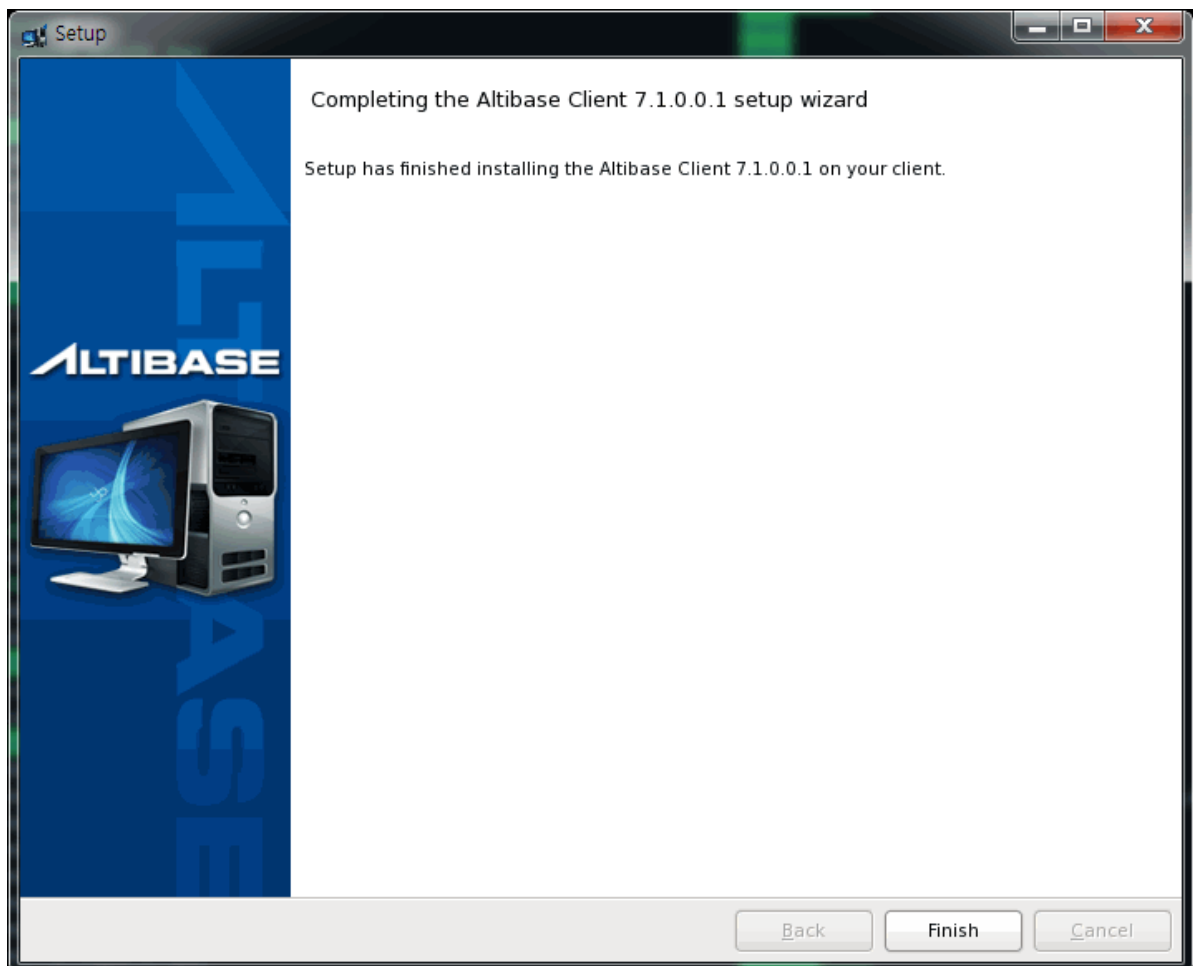 Setup
Completing the Altibase Client 7.1.0.0.1 setup wizard
Setup has finished installing the Altibase Client 7.1.0.0.1 on your client.
ALTIBASE
ALTIBASE
Back
Finish
Cancel